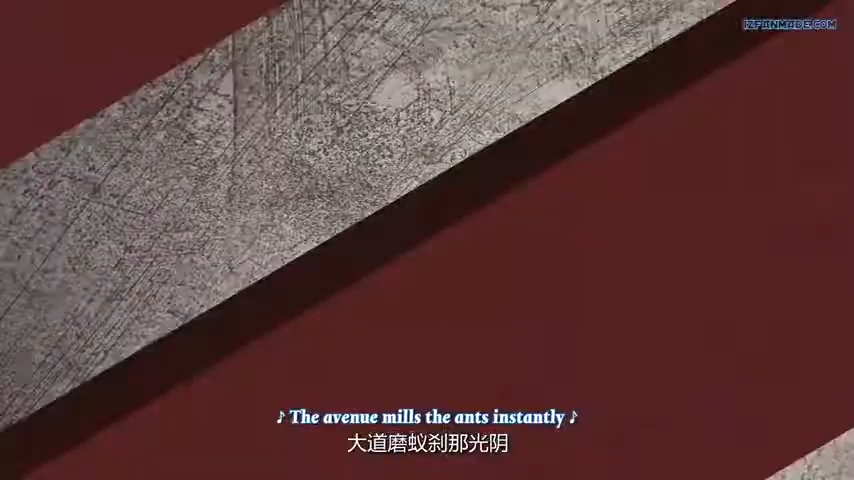 IZFANMADE.COM
♪ The avenue mills the ants instantly ♪
大道磨蚁刹那光阴